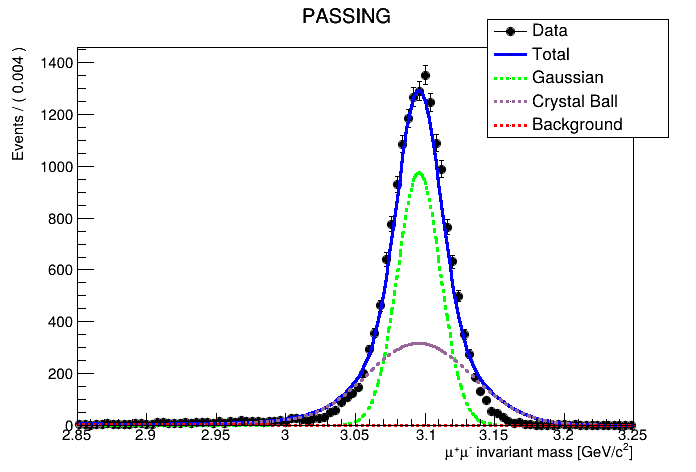 PASSING
Data
Total
Gaussian
Crystal Ball
Background
Events / ( 0.004 )
1400
1200
1000
800
600
400
200
0
2.85 2.9 2.95 3 3.05 3.1 3.15 3.2 3.25
μ⁺μ⁻ invariant mass [GeV/c²]